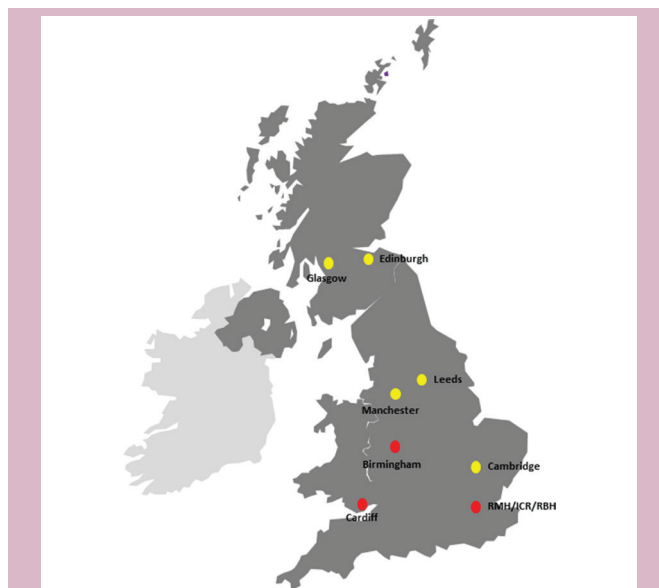 Edinburgh
Glasgow
Leeds
Manchester
Birmingham
Cambridge
RMH/ICR/RBH
Cardiff